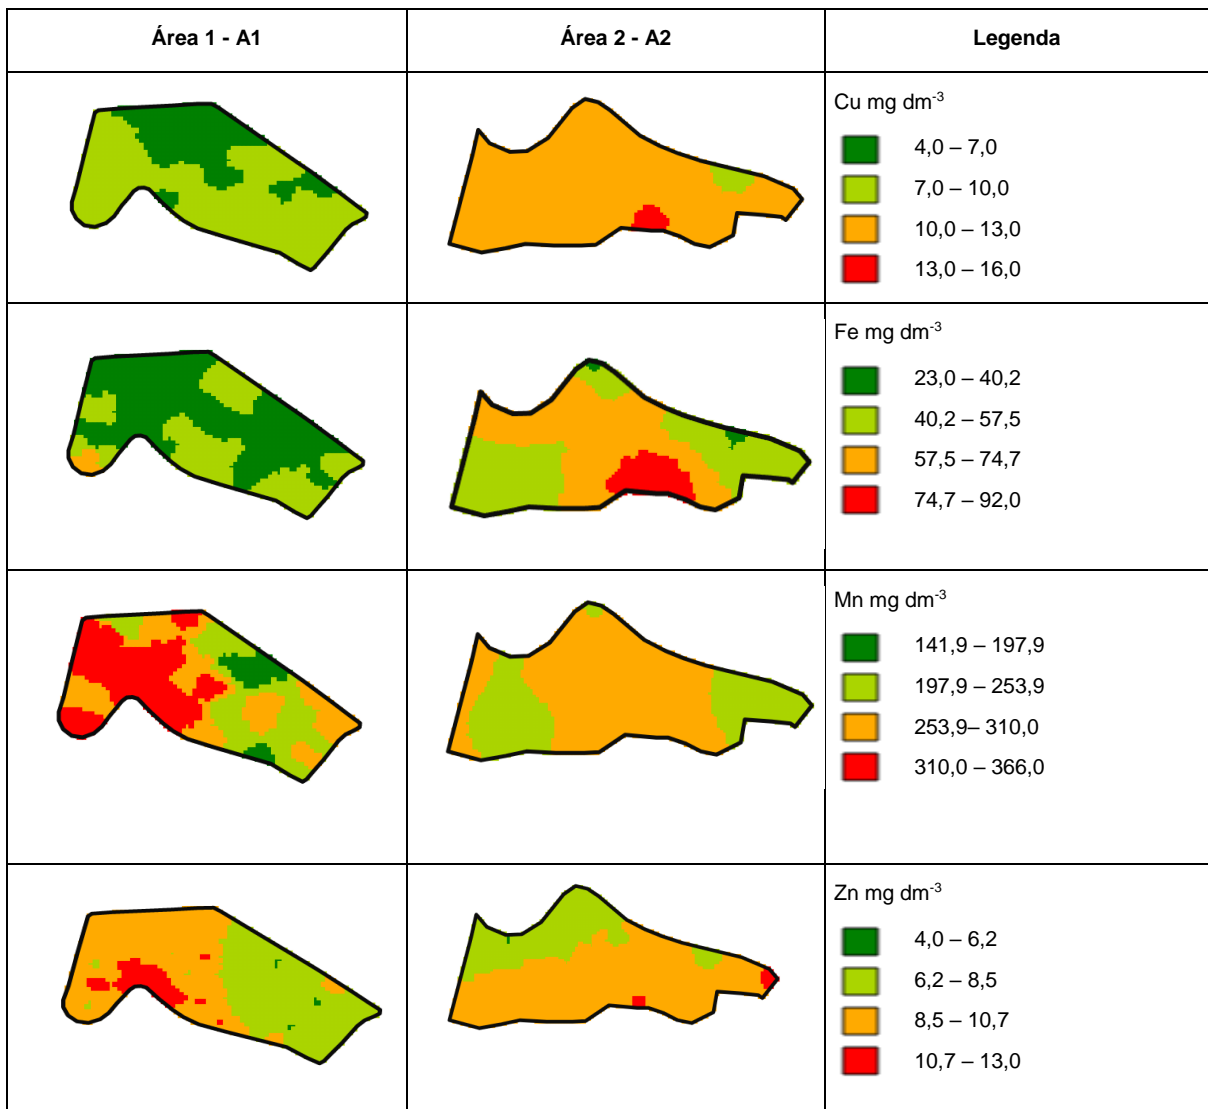 Área 1 - A1
Área 2 - A2
Legenda
Cu mg dm-3
4,0 – 7,0
7,0 – 10,0
10,0 – 13,0
13,0 – 16,0
Fe mg dm-3
23,0 – 40,2
40,2 – 57,5
57,5 – 74,7
74,7 – 92,0
Mn mg dm-3
141,9 – 197,9
197,9 – 253,9
253,9– 310,0
310,0 – 366,0
Zn mg dm-3
4,0 – 6,2
6,2 – 8,5
8,5 – 10,7
10,7 – 13,0